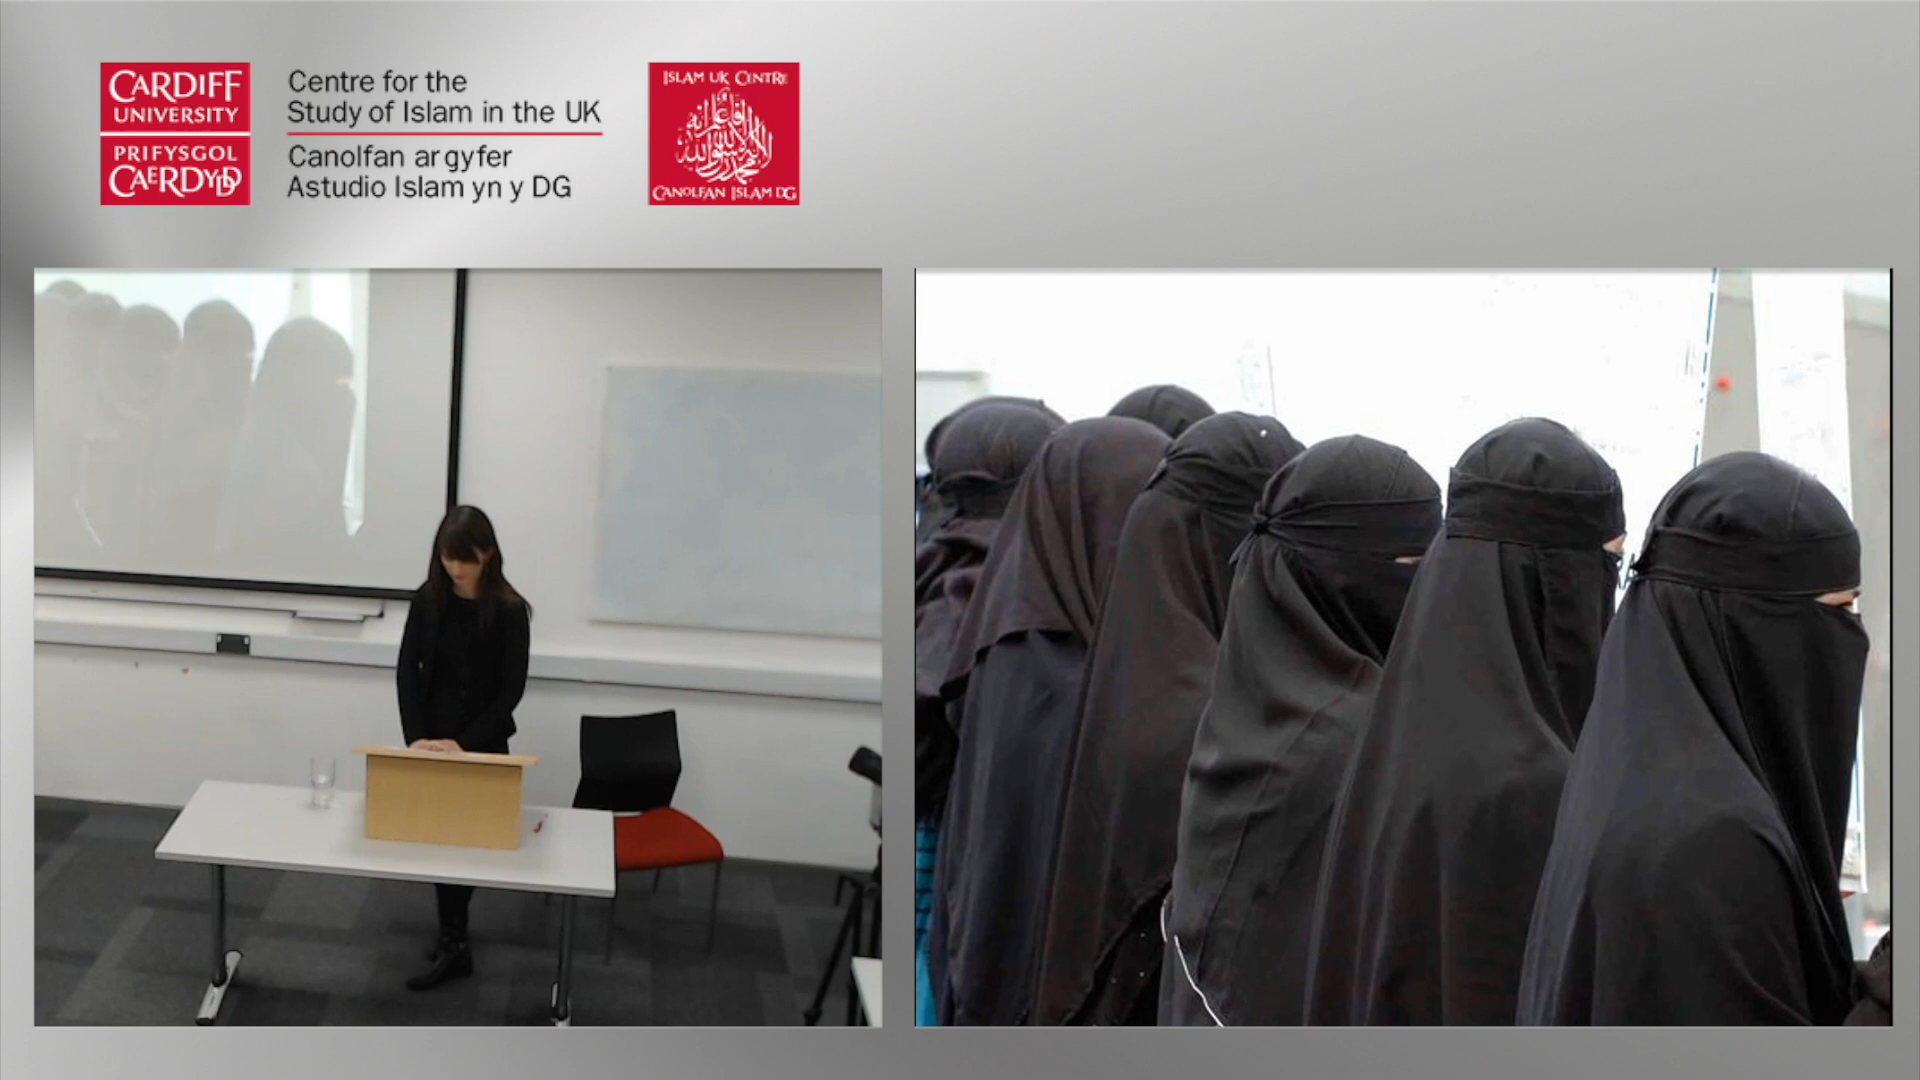 CARDIFF
UNIVERSITY
PRIFYSGOL
CAERDYDD
Centre for the
Study of Islam in the UK
Canolfan ar gyfer
Astudio Islam yn y DG
ISLAM UK CENTRE
CANOLFAN ISLAM DG